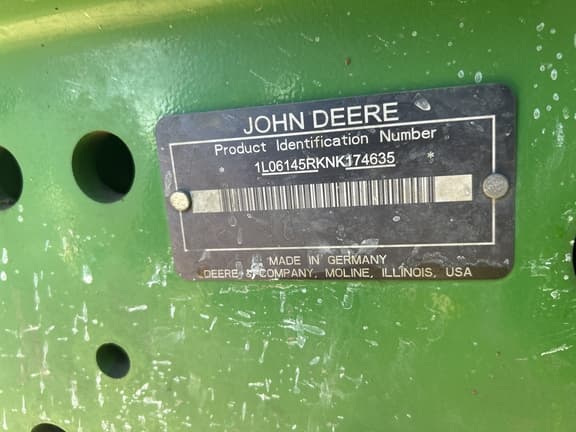 JOHN DEERE
Product Identification Number
1L06145RKNK174635 *
MADE IN GERMANY
DEERE & COMPANY, MOLINE, ILLINOIS, USA